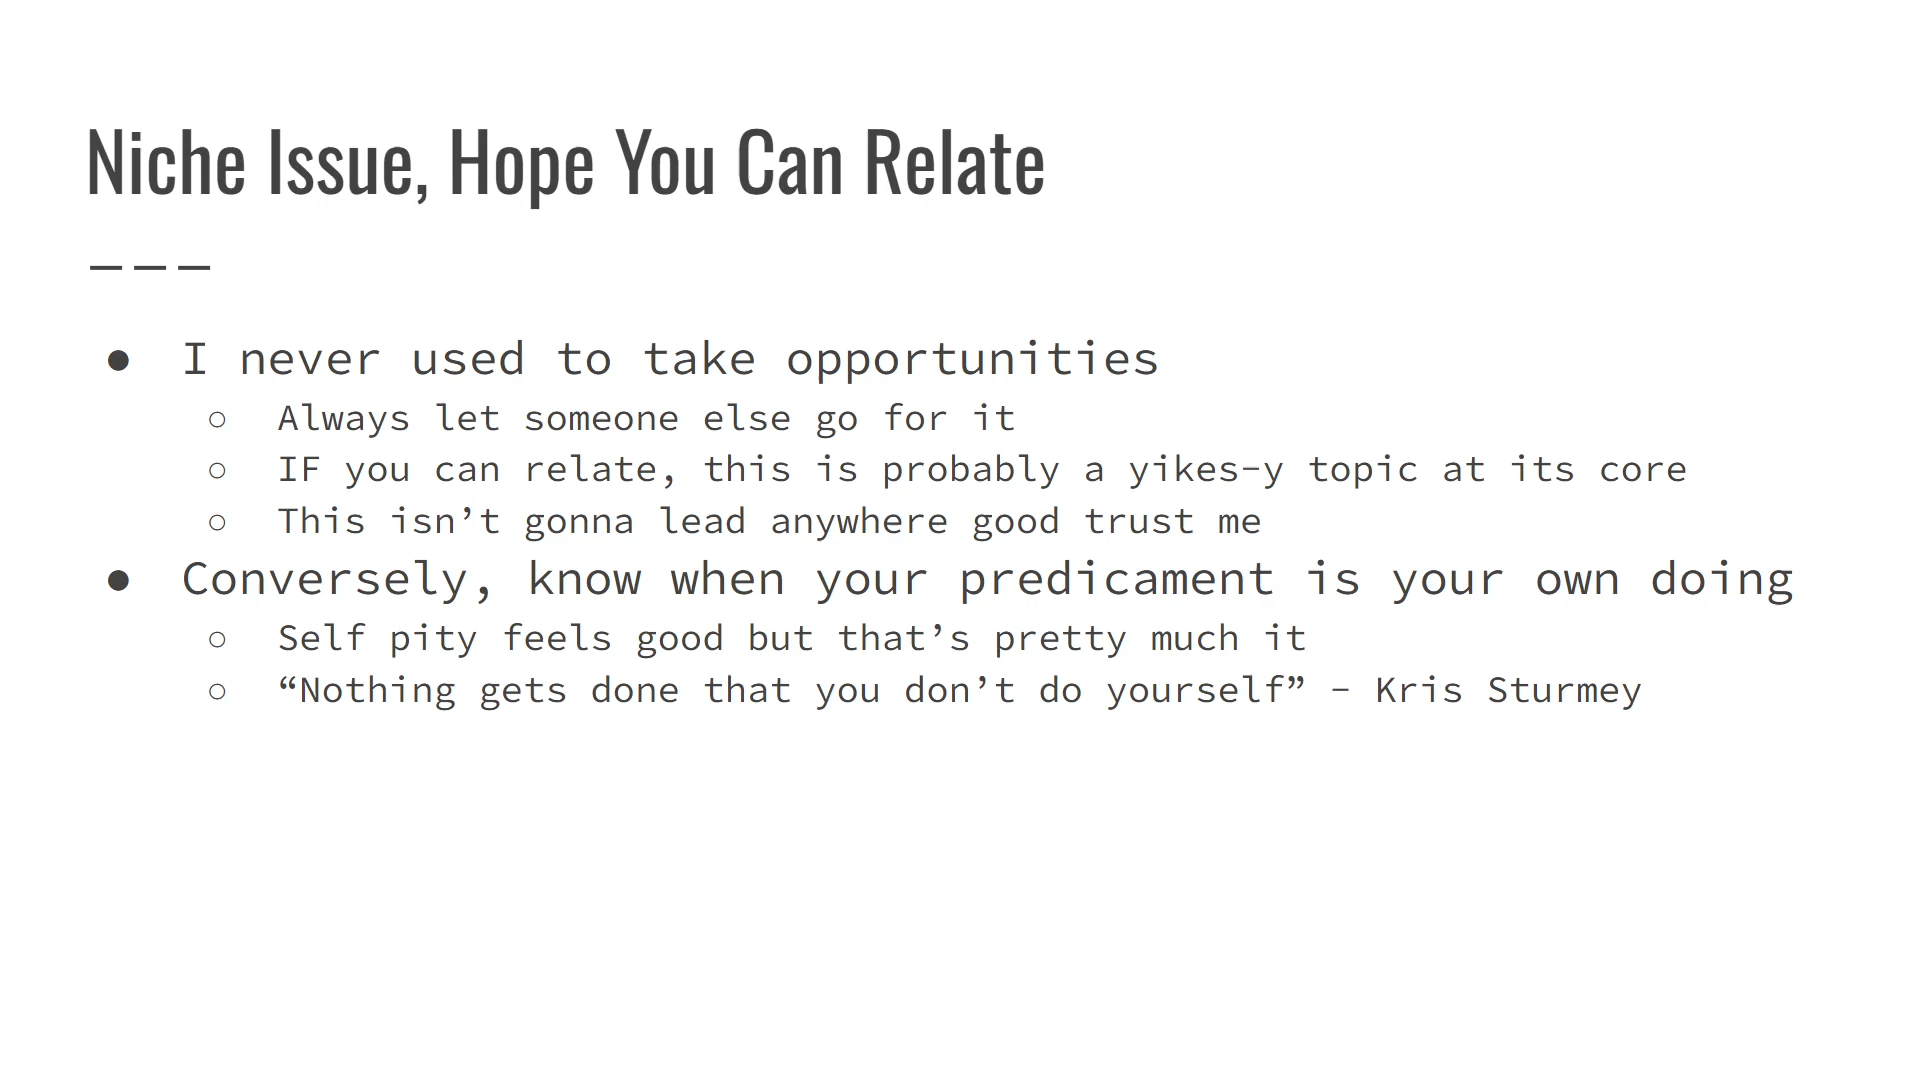 Niche Issue, Hope You Can Relate
● I never used to take opportunities
○ Always let someone else go for it
○ IF you can relate, this is probably a yikes-y topic at its core
○ This isn’t gonna lead anywhere good trust me
● Conversely, know when your predicament is your own doing
○ Self pity feels good but that’s pretty much it
○ “Nothing gets done that you don’t do yourself” - Kris Sturmey